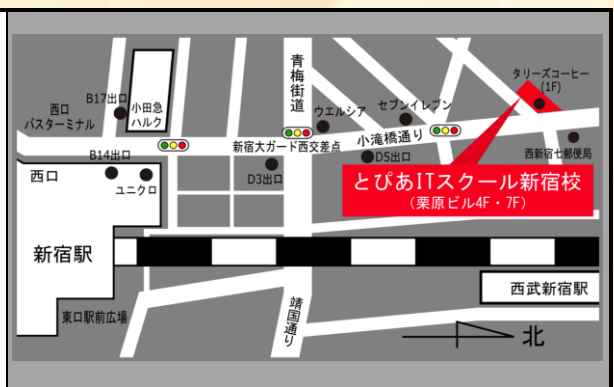 青梅街道
タリーズコーヒー
(1F)
B17出口
小田急
ハルク
西口
バスターミナル
ウエルシア
セブンイレブン
新宿大ガード西交差点
小滝橋通り
D5出口
西新宿七郵便局
B14出口
西口
ユニクロ
D3出口
とぴあITスクール新宿校
(栗原ビル4F・7F)
新宿駅
西武新宿駅
東口駅前広場
靖国通り
北